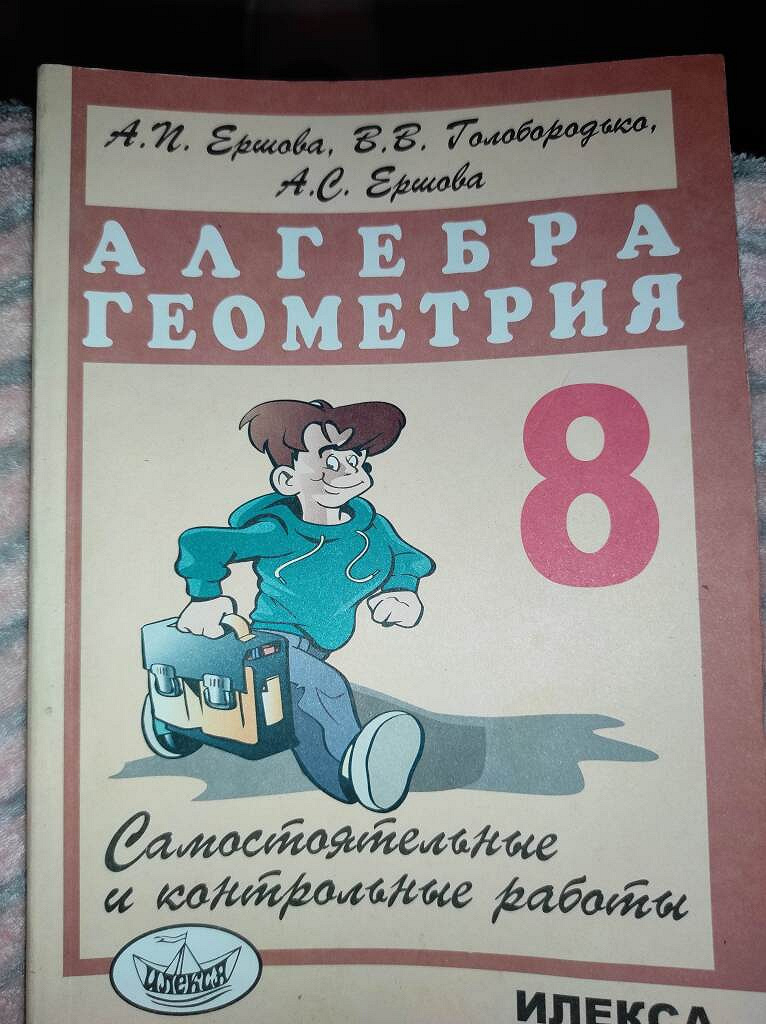 А.П. Ершова, В.В. Голобородько,
А.С. Ершова
АЛГЕБРА
ГЕОМЕТРИЯ
8
Самостоятельные
и контрольные работы
ИЛЕКСА
ИЛЕКСА